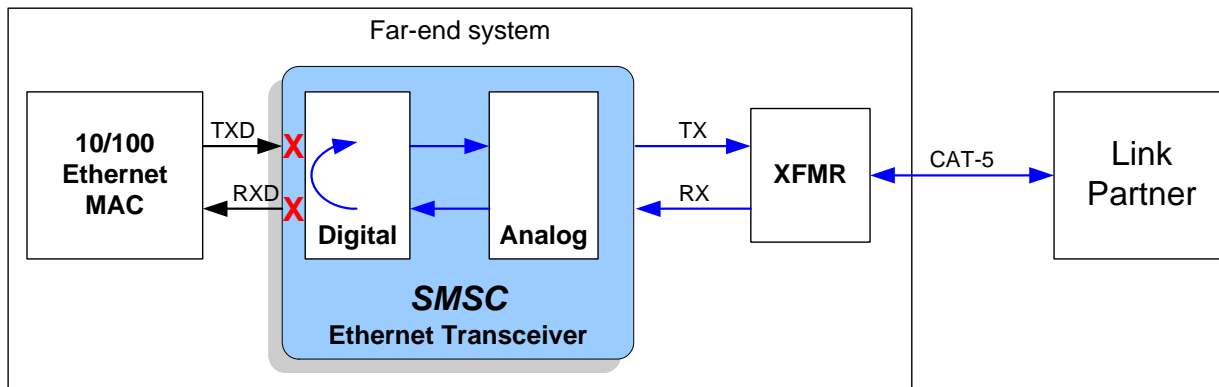 Far-end system
10/100
Ethernet
MAC
TXD
RXD
X
X
Digital
Analog
SMSC
Ethernet Transceiver
TX
RX
XFMR
CAT-5
Link
Partner